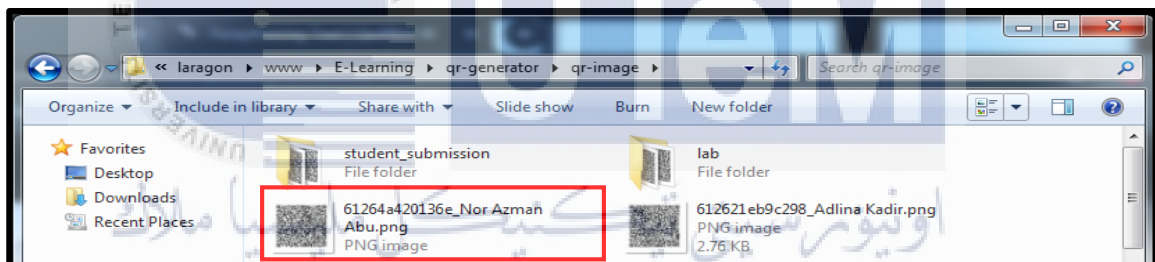 UTeM
« laragon ▸ www ▸ E-Learning ▸ qr-generator ▸ qr-image ▸
Search qr-image
Organize ▾ Include in library ▾ Share with ▾ Slide show Burn New folder
Favorites
Desktop
Downloads
Recent Places
student_submission
File folder
lab
File folder
61264a420136e_Nor Azman
Abu.png
PNG image
612621eb9c298_Adlina Kadir.png
PNG image
2.76 KB